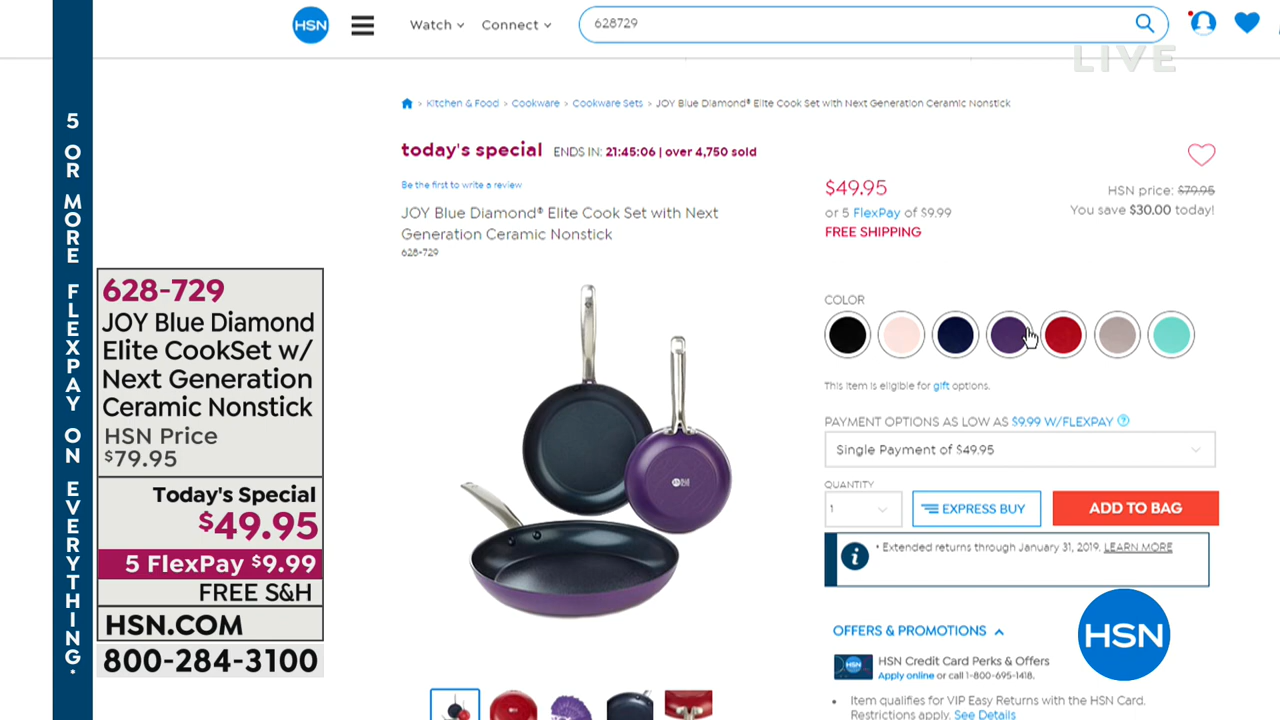 HSN
Watch
Connect
628729
LIVE
Kitchen & Food > Cookware > Cookware Sets > JOY Blue Diamond® Elite Cook Set with Next Generation Ceramic Nonstick
today's special ENDS IN: 21:45:06 | over 4,750 sold
Be the first to write a review
JOY Blue Diamond® Elite Cook Set with Next
Generation Ceramic Nonstick
628-729
$49.95
HSN price: $79.95
or 5 FlexPay of $9.99
You save $30.00 today!
FREE SHIPPING
COLOR
This item is eligible for gift options.
PAYMENT OPTIONS AS LOW AS $9.99 W/FLEXPAY ?
Single Payment of $49.95
QUANTITY
1
EXPRESS BUY
ADD TO BAG
i
• Extended returns through January 31, 2019. LEARN MORE
OFFERS & PROMOTIONS
HSN
HSN
HSN Credit Card Perks & Offers
Apply online or call 1-800-695-1418.
• Item qualifies for VIP Easy Returns with the HSN Card.
Restrictions apply. See Details
5 OR MORE FLEXPAY ON EVERYTHING.
628-729
JOY Blue Diamond
Elite CookSet w/
Next Generation
Ceramic Nonstick
HSN Price
$79.95
Today's Special
$49.95
5 FlexPay $9.99
FREE S&H
HSN.COM
800-284-3100